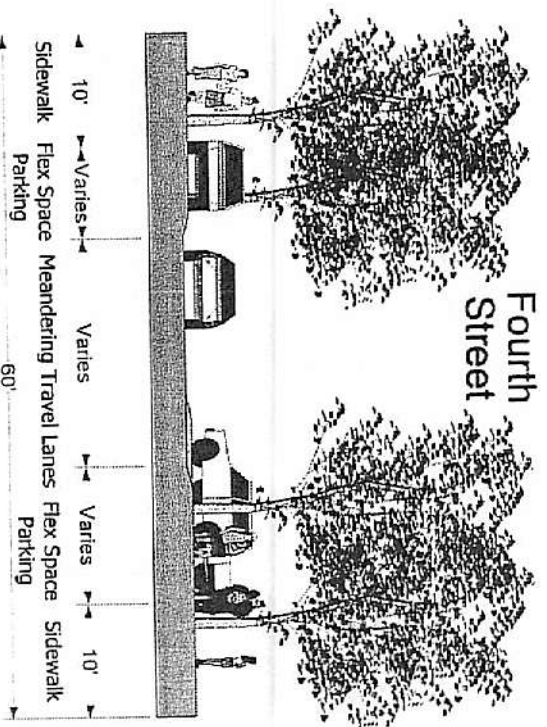 Fourth
Street
10' Varies Varies Varies 10'
Sidewalk Flex Space Meandering Travel Lanes Flex Space Sidewalk
Parking Parking
60'